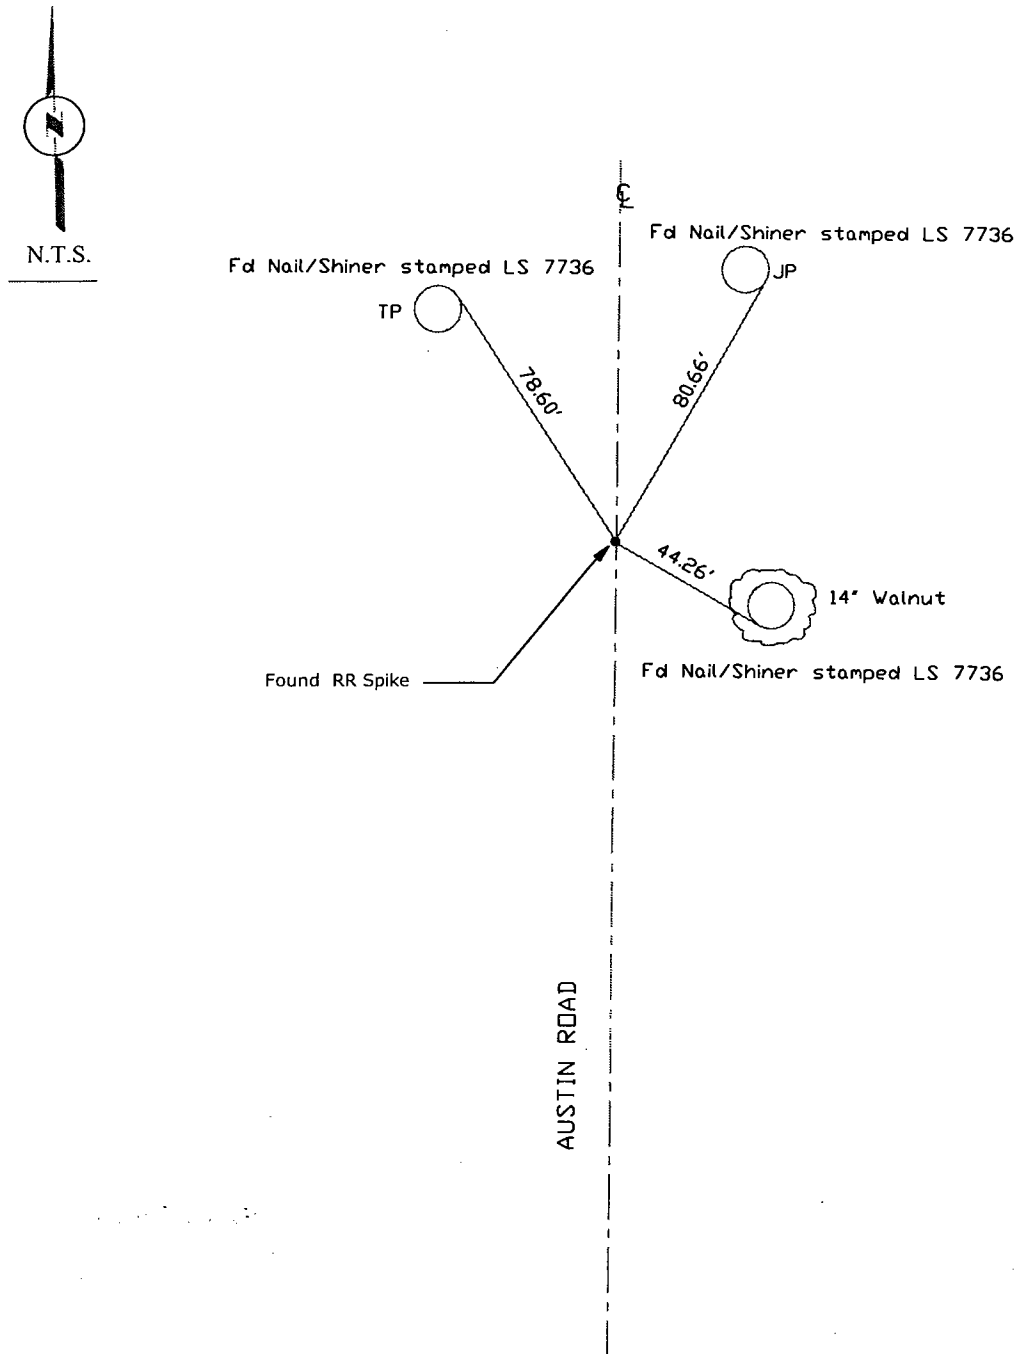 N
N.T.S.
℄
Fd Nail/Shiner stamped LS 7736
JP
Fd Nail/Shiner stamped LS 7736
TP
78.60'
80.66'
44.26'
14" Walnut
Fd Nail/Shiner stamped LS 7736
Found RR Spike
AUSTIN ROAD